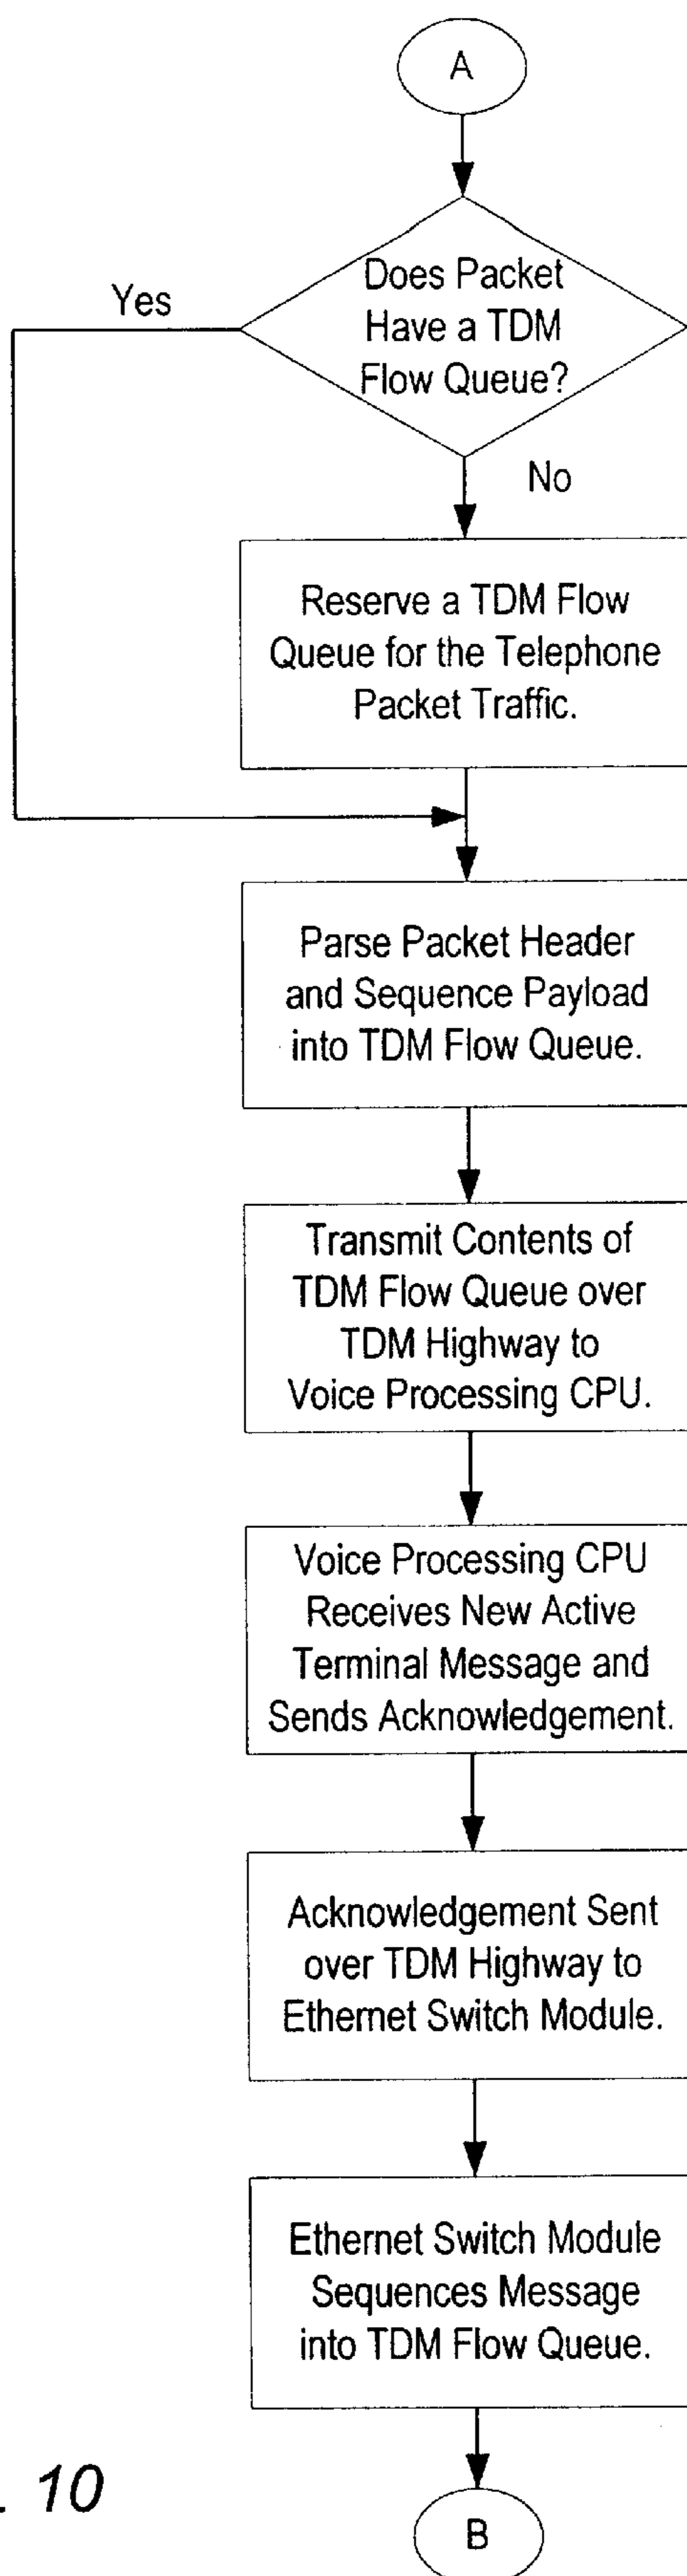 A
Does Packet
Have a TDM
Flow Queue?
Yes
No
Reserve a TDM Flow
Queue for the Telephone
Packet Traffic.
Parse Packet Header
and Sequence Payload
into TDM Flow Queue.
Transmit Contents of
TDM Flow Queue over
TDM Highway to
Voice Processing CPU.
Voice Processing CPU
Receives New Active
Terminal Message and
Sends Acknowledgement.
Acknowledgement Sent
over TDM Highway to
Ethernet Switch Module.
Ethernet Switch Module
Sequences Message
into TDM Flow Queue.
. 10
B